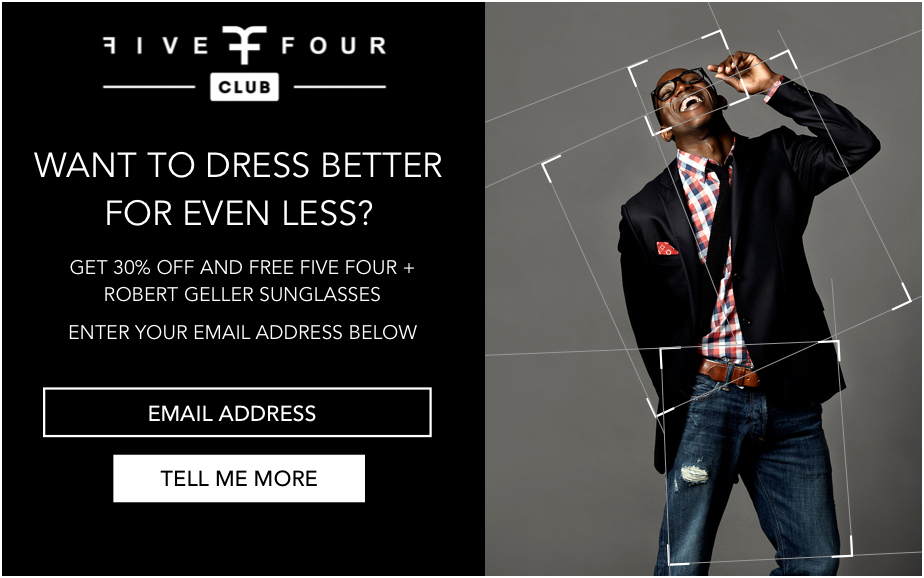 FIVE FOUR
CLUB
WANT TO DRESS BETTER
FOR EVEN LESS?
GET 30% OFF AND FREE FIVE FOUR +
ROBERT GELLER SUNGLASSES
ENTER YOUR EMAIL ADDRESS BELOW
EMAIL ADDRESS
TELL ME MORE